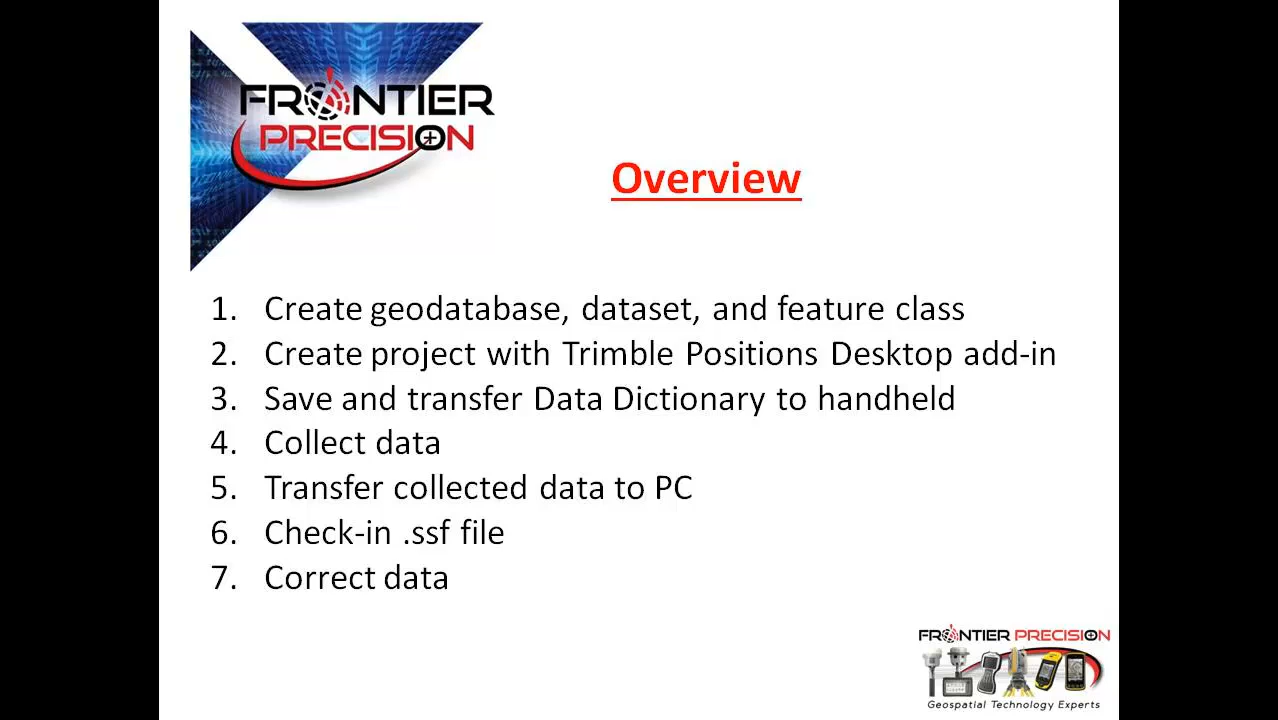 FRONTIER
PRECISION
Overview
1. Create geodatabase, dataset, and feature class
2. Create project with Trimble Positions Desktop add-in
3. Save and transfer Data Dictionary to handheld
4. Collect data
5. Transfer collected data to PC
6. Check-in .ssf file
7. Correct data
FRONTIER PRECISION
Geospatial Technology Experts